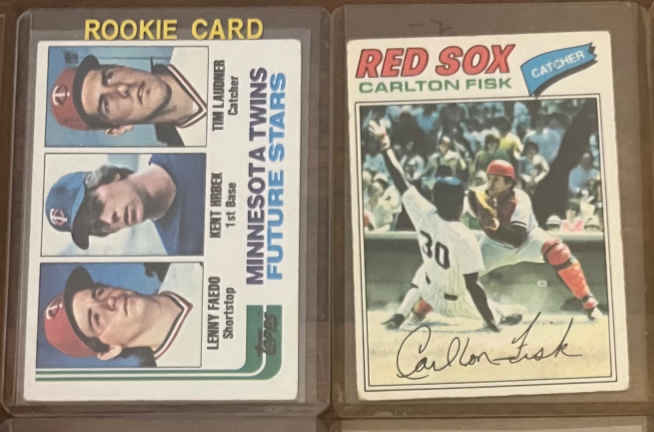 ROOKIE CARD
TIM LAUDNER
Catcher
KENT HRBEK
1st Base
LENNY FAEDO
Shortstop
MINNESOTA TWINS
FUTURE STARS
Topps
RED SOX
CARLTON FISK
CATCHER
30
Carlton Fisk